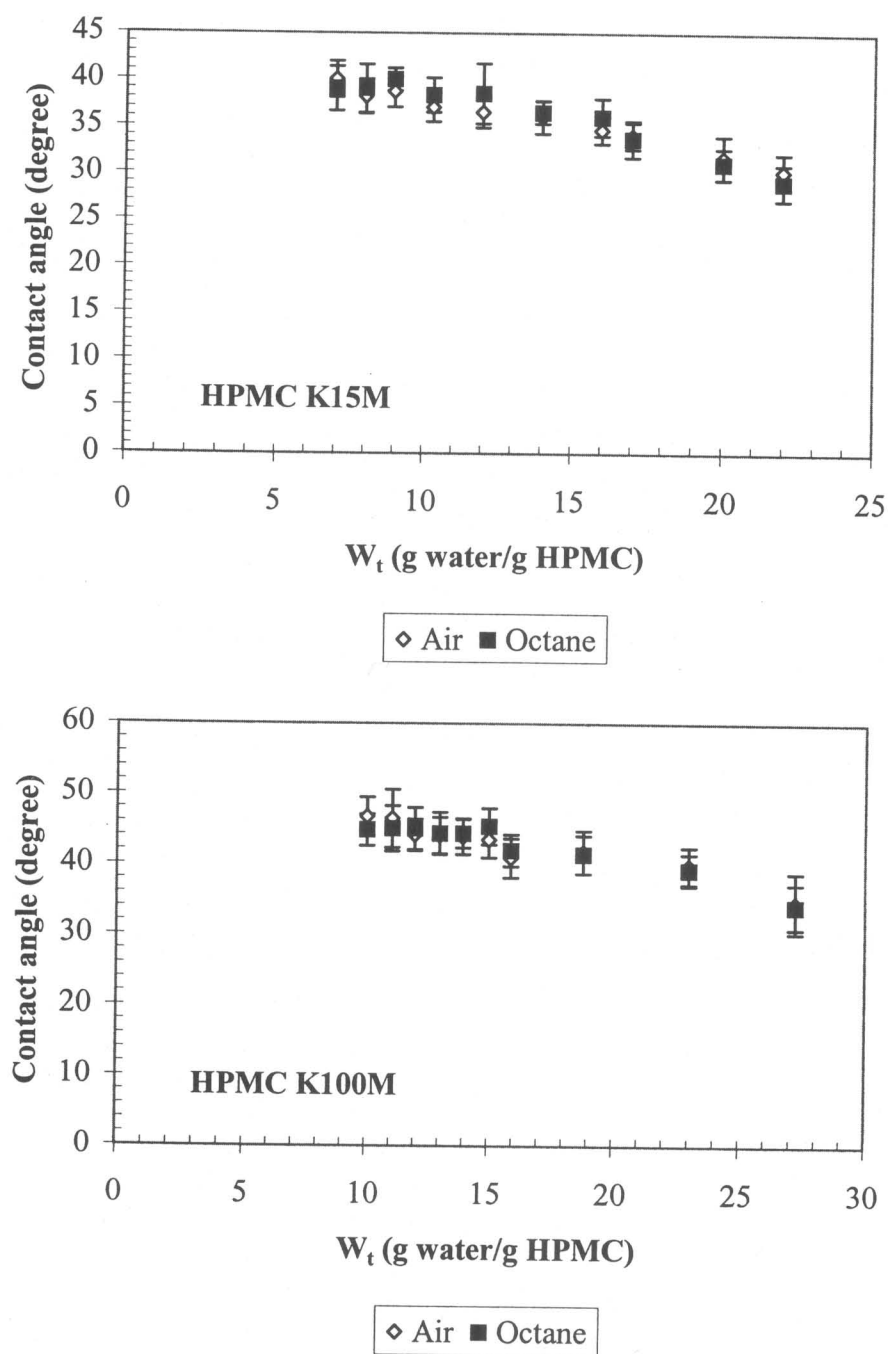 45
40
35
30
25
20
15
10
5
0
Contact angle (degree)
HPMC K15M
0 5 10 15 20 25
Wt (g water/g HPMC)
Air Octane
60
50
40
30
20
10
0
Contact angle (degree)
HPMC K100M
0 5 10 15 20 25 30
Wt (g water/g HPMC)
Air Octane